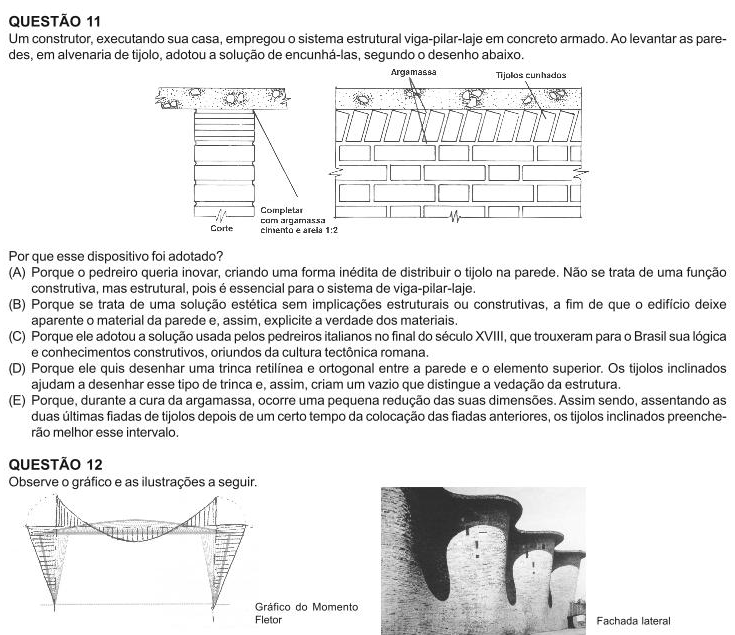 QUESTÃO 11
Um construtor, executando sua casa, empregou o sistema estrutural viga-pilar-laje em concreto armado. Ao levantar as pare-
des, em alvenaria de tijolo, adotou a solução de encunhá-las, segundo o desenho abaixo.
Argamassa
Tijolos cunhados
Completar
com argamassa
cimento e areia 1:2
Corte
Por que esse dispositivo foi adotado?
(A) Porque o pedreiro queria inovar, criando uma forma inédita de distribuir o tijolo na parede. Não se trata de uma função
construtiva, mas estrutural, pois é essencial para o sistema de viga-pilar-laje.
(B) Porque se trata de uma solução estética sem implicações estruturais ou construtivas, a fim de que o edifício deixe
aparente o material da parede e, assim, explicite a verdade dos materiais.
(C) Porque ele adotou a solução usada pelos pedreiros italianos no final do século XVIII, que trouxeram para o Brasil sua lógica
e conhecimentos construtivos, oriundos da cultura tectônica romana.
(D) Porque ele quis desenhar uma trinca retilínea e ortogonal entre a parede e o elemento superior. Os tijolos inclinados
ajudam a desenhar esse tipo de trinca e, assim, criam um vazio que distingue a vedação da estrutura.
(E) Porque, durante a cura da argamassa, ocorre uma pequena redução das suas dimensões. Assim sendo, assentando as
duas últimas fiadas de tijolos depois de um certo tempo da colocação das fiadas anteriores, os tijolos inclinados preenche-
rão melhor esse intervalo.
QUESTÃO 12
Observe o gráfico e as ilustrações a seguir.
Gráfico do Momento
Fletor
Fachada lateral